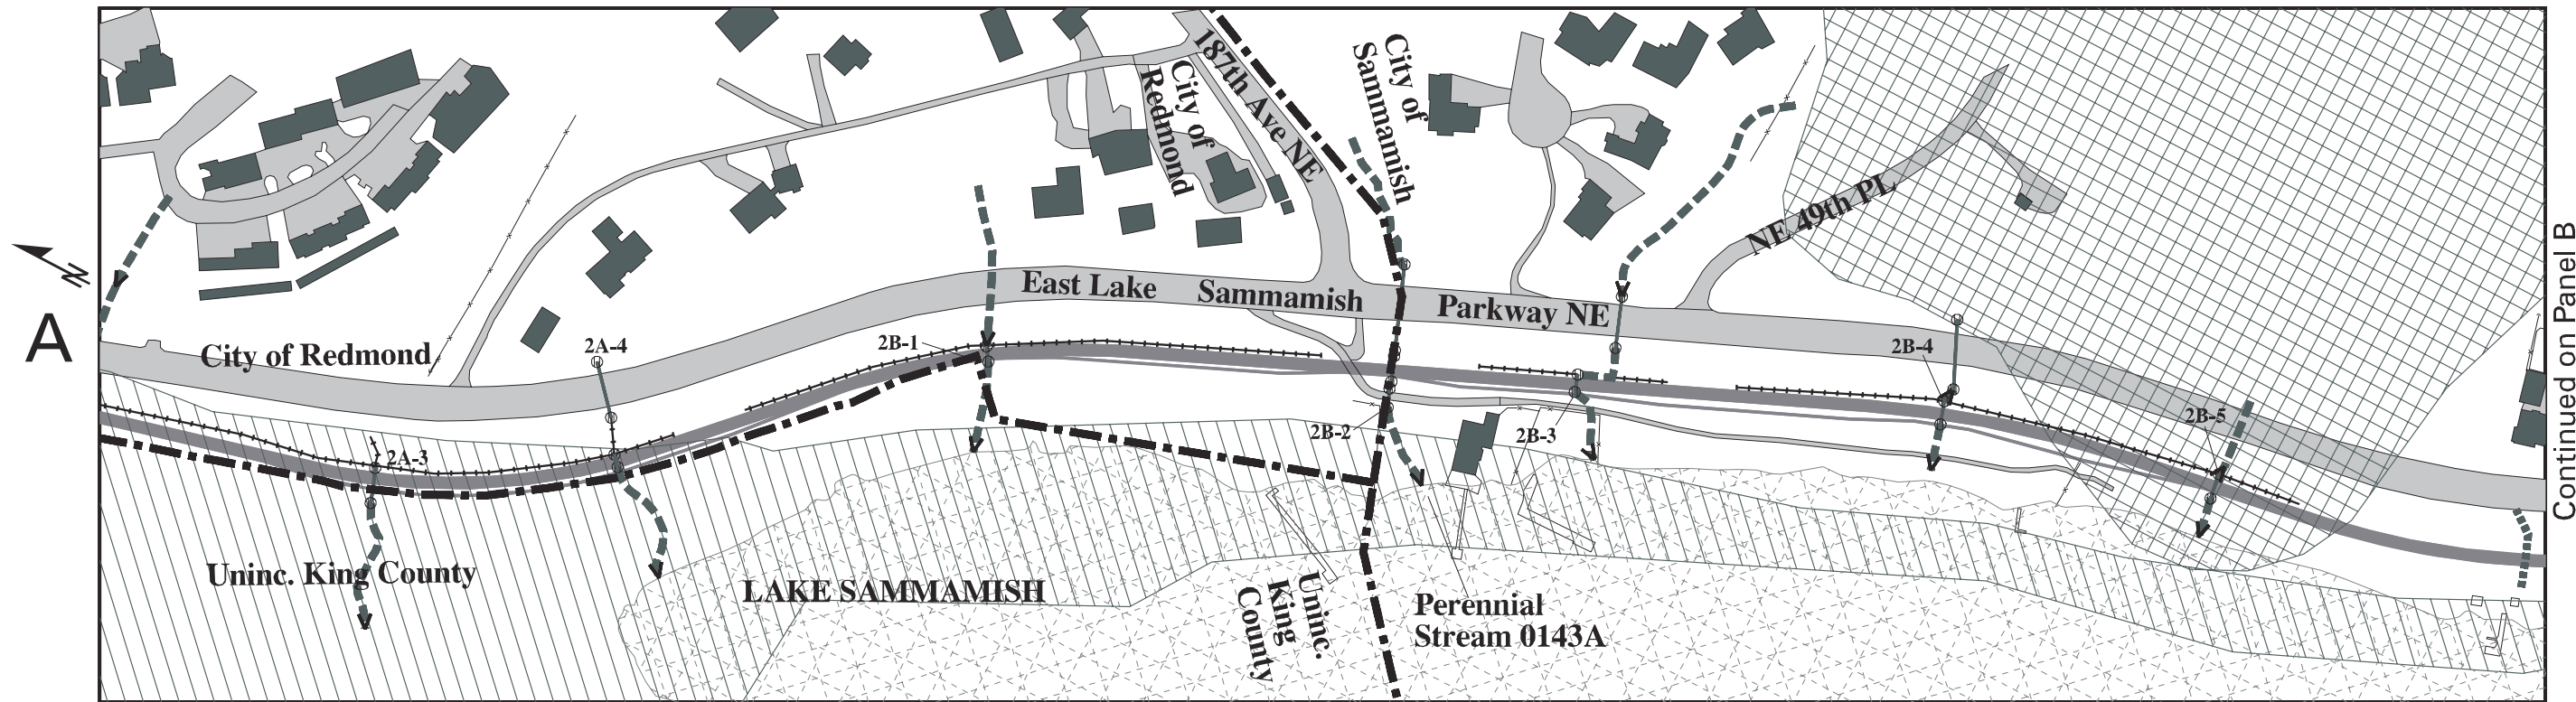 187th Ave NE
City of
Redmond
City of
Sammamish
NE 49th PL
N
A
East Lake Sammamish Parkway NE
City of Redmond
2A-4
2B-1
2B-4
2A-3
2B-2
2B-3
2B-5
Uninc. King County
LAKE SAMMAMISH
Uninc.
King
County
Perennial
Stream 0143A
Continued on Panel B